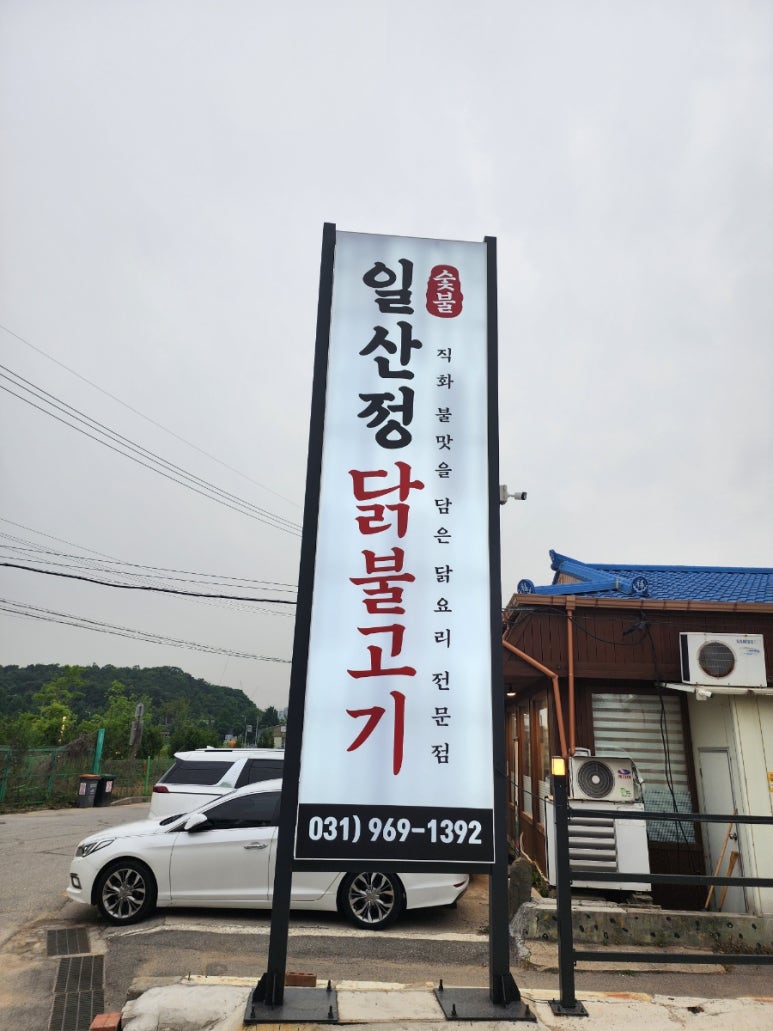 숯불
일산정
닭불고기
직화 불맛을 담은 닭요리 전문점
031) 969-1392
SAMSUNG